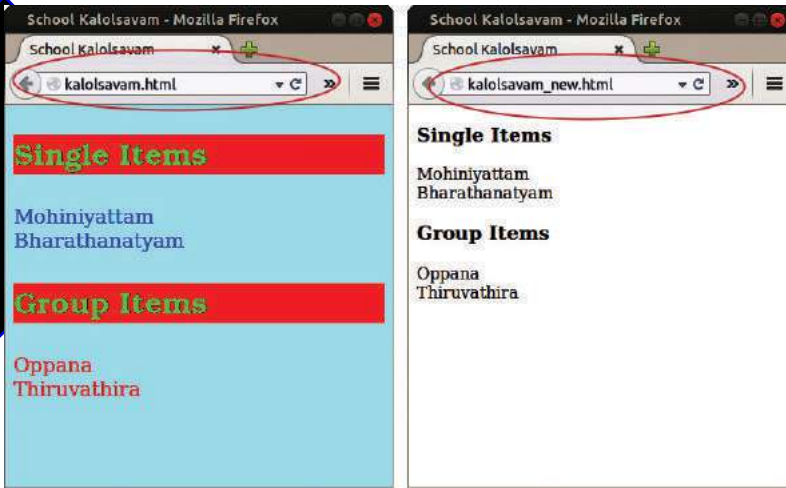 School Kalolsavam - Mozilla Firefox
School Kalolsavam
kalolsavam.html
Single Items
Mohiniyattam
Bharathanatyam
Group Items
Oppana
Thiruvathira
School Kalolsavam - Mozilla Firefox
School Kalolsavam
kalolsavam_new.html
Single Items
Mohiniyattam
Bharathanatyam
Group Items
Oppana
Thiruvathira